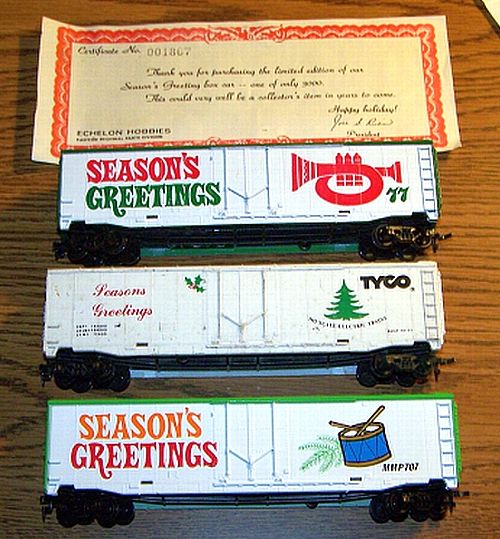 Certificate No. 001867
Thank you for purchasing the limited edition of our
Season's Greeting box car -- one of only 3000.
This could very well be a collector's item in years to come.
Happy holiday!
President
ECHELON HOBBIES
SEASON'S
GREETINGS
77
Seasons
Greetings
TYCO
SEASON'S
GREETINGS
MMP707